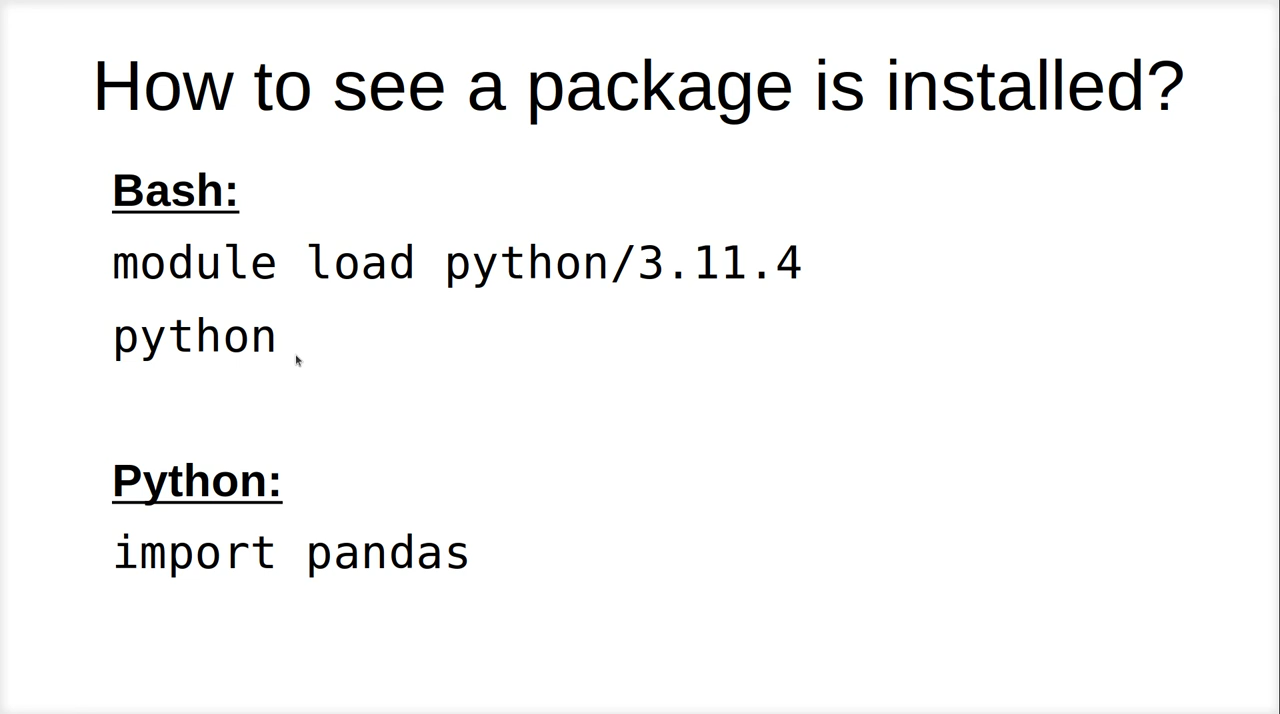 How to see a package is installed?
Bash:
module load python/3.11.4
python
Python:
import pandas